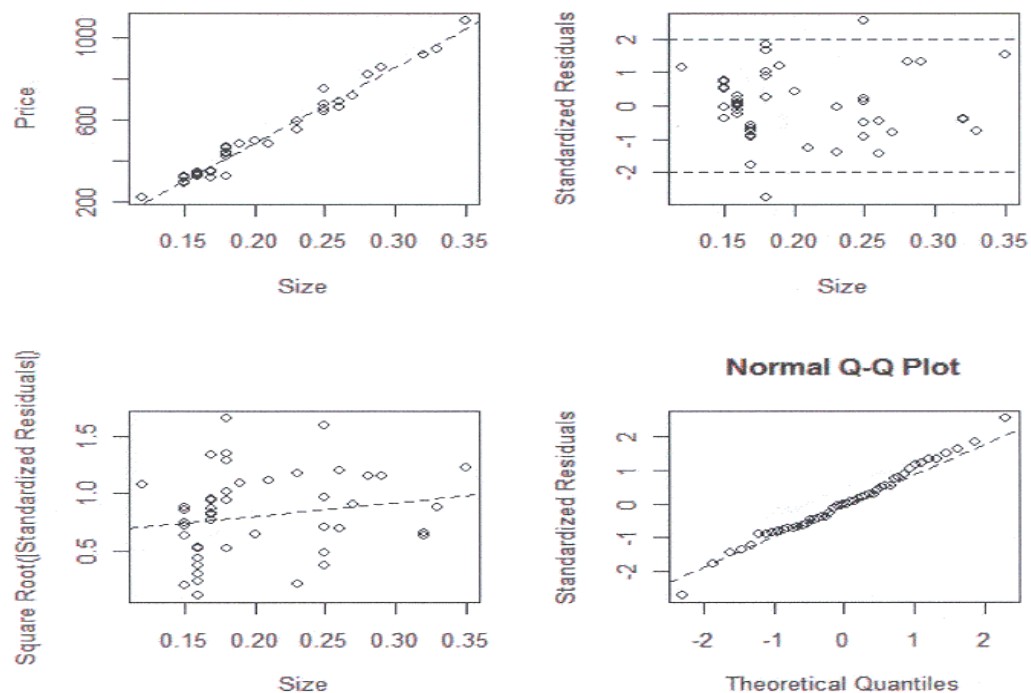 Price
1000
600
200
0.15 0.20 0.25 0.30 0.35
Size
Standardized Residuals
2
1
0
-1
-2
0.15 0.20 0.25 0.30 0.35
Size
Square Root(|Standardized Residuals|)
1.5
1.0
0.5
0.15 0.20 0.25 0.30 0.35
Size
Normal Q-Q Plot
Standardized Residuals
2
1
0
-1
-2
-2 -1 0 1 2
Theoretical Quantiles